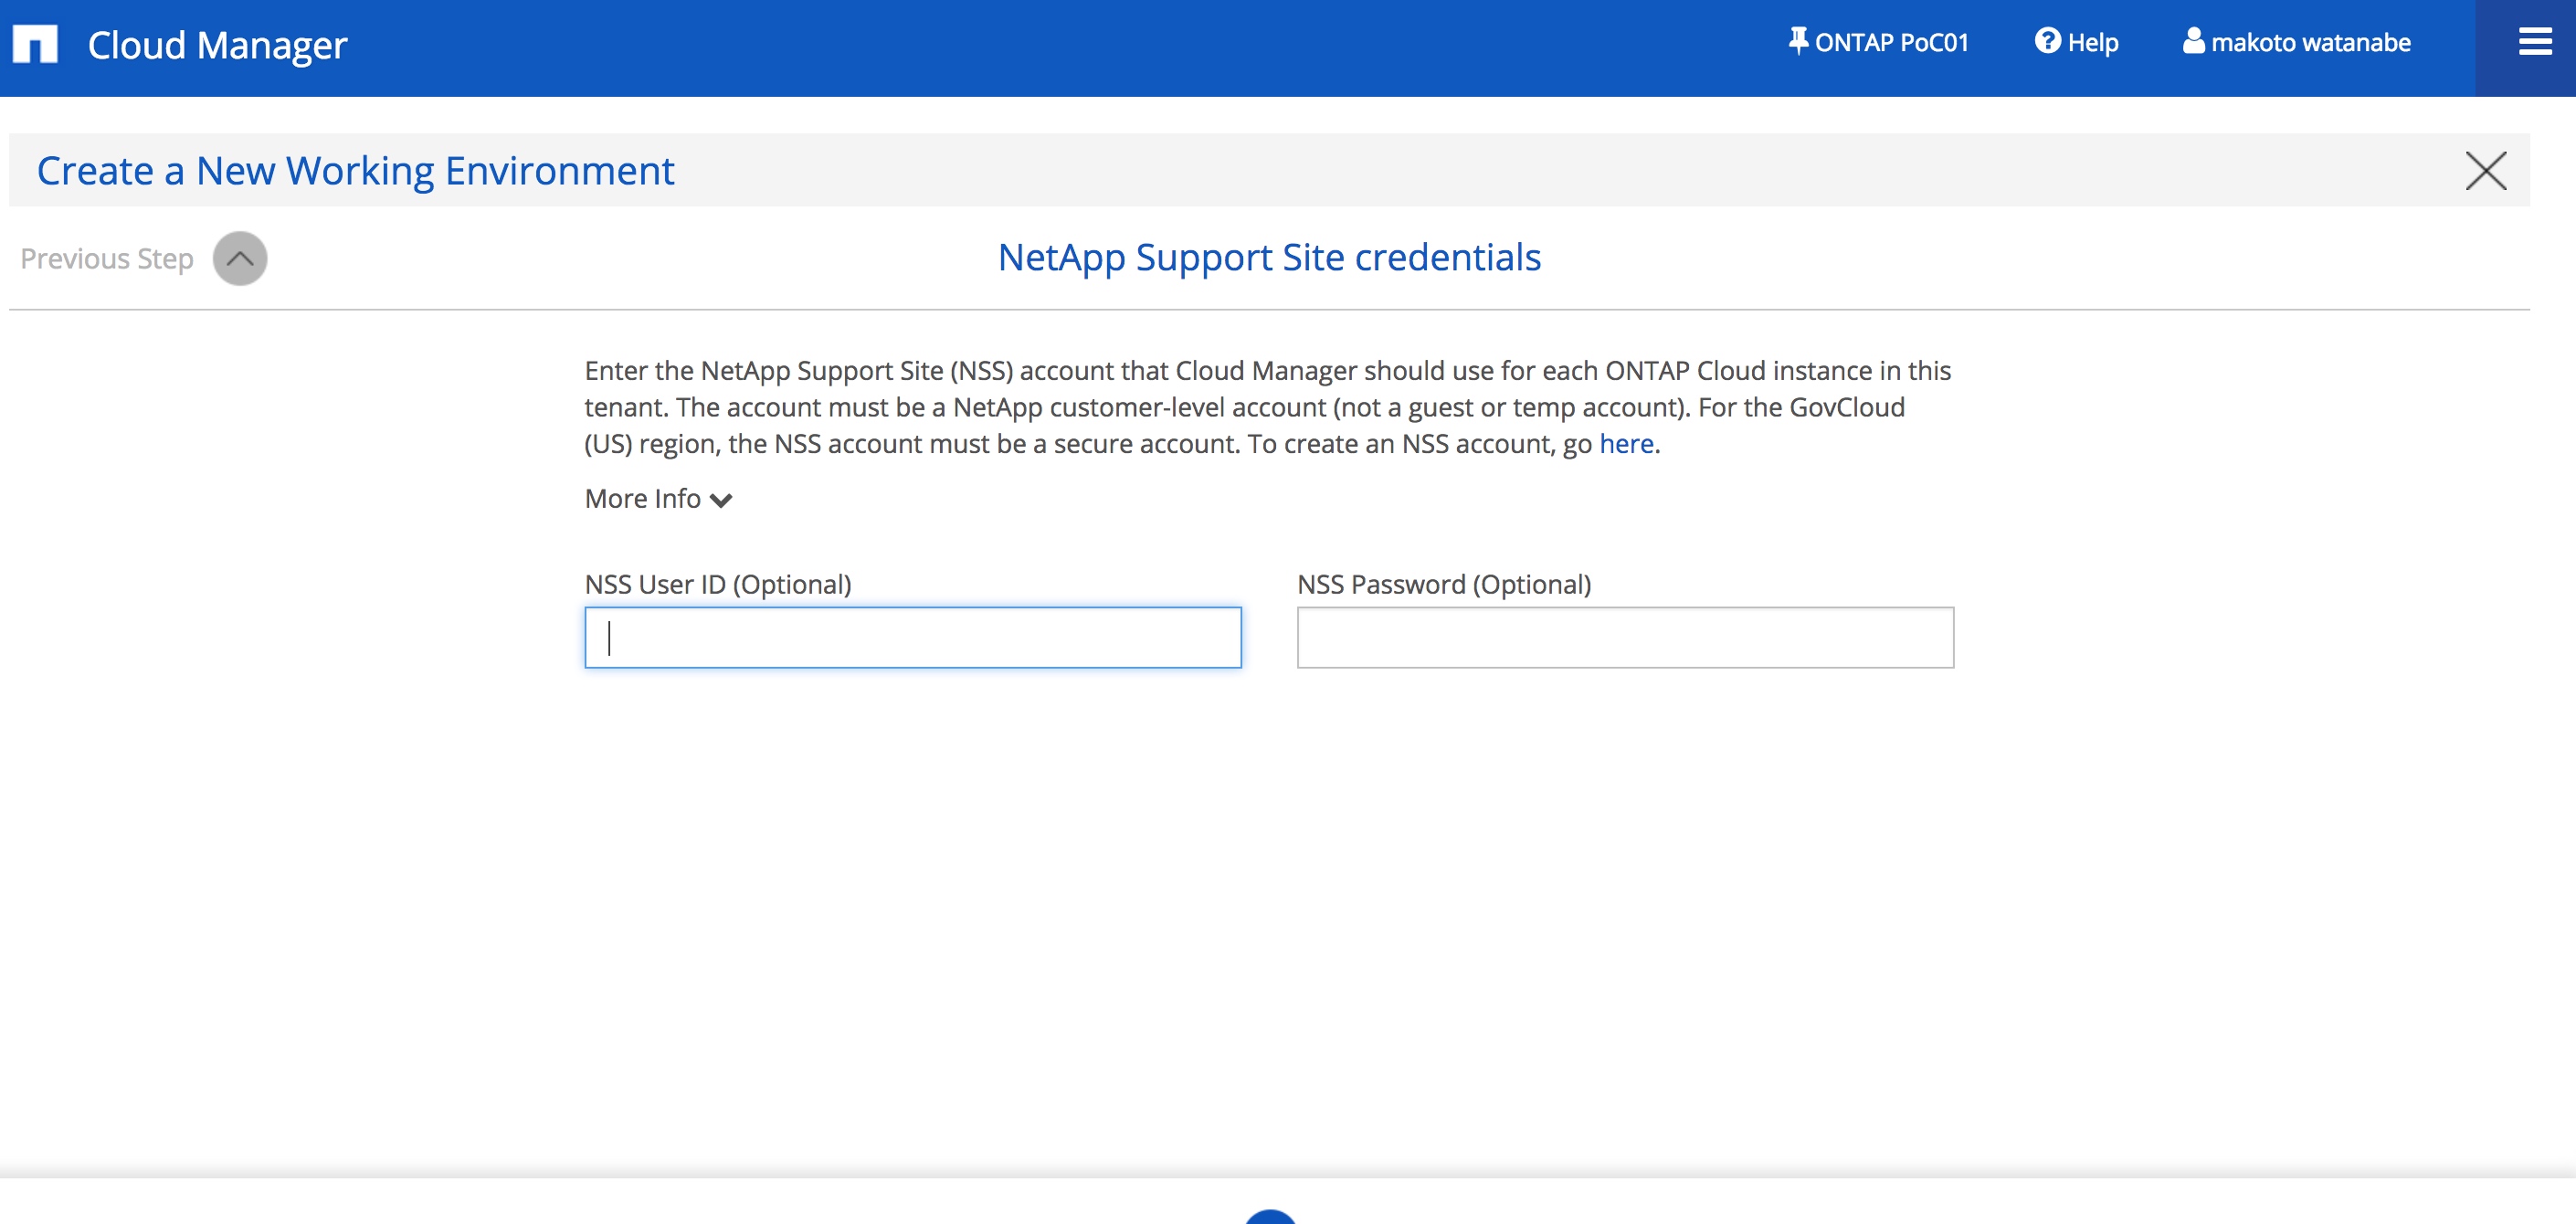 Cloud Manager
ONTAP PoC01
Help
makoto watanabe
Create a New Working Environment
Previous Step
NetApp Support Site credentials
Enter the NetApp Support Site (NSS) account that Cloud Manager should use for each ONTAP Cloud instance in this
tenant. The account must be a NetApp customer-level account (not a guest or temp account). For the GovCloud
(US) region, the NSS account must be a secure account. To create an NSS account, go here.
More Info
NSS User ID (Optional)
NSS Password (Optional)